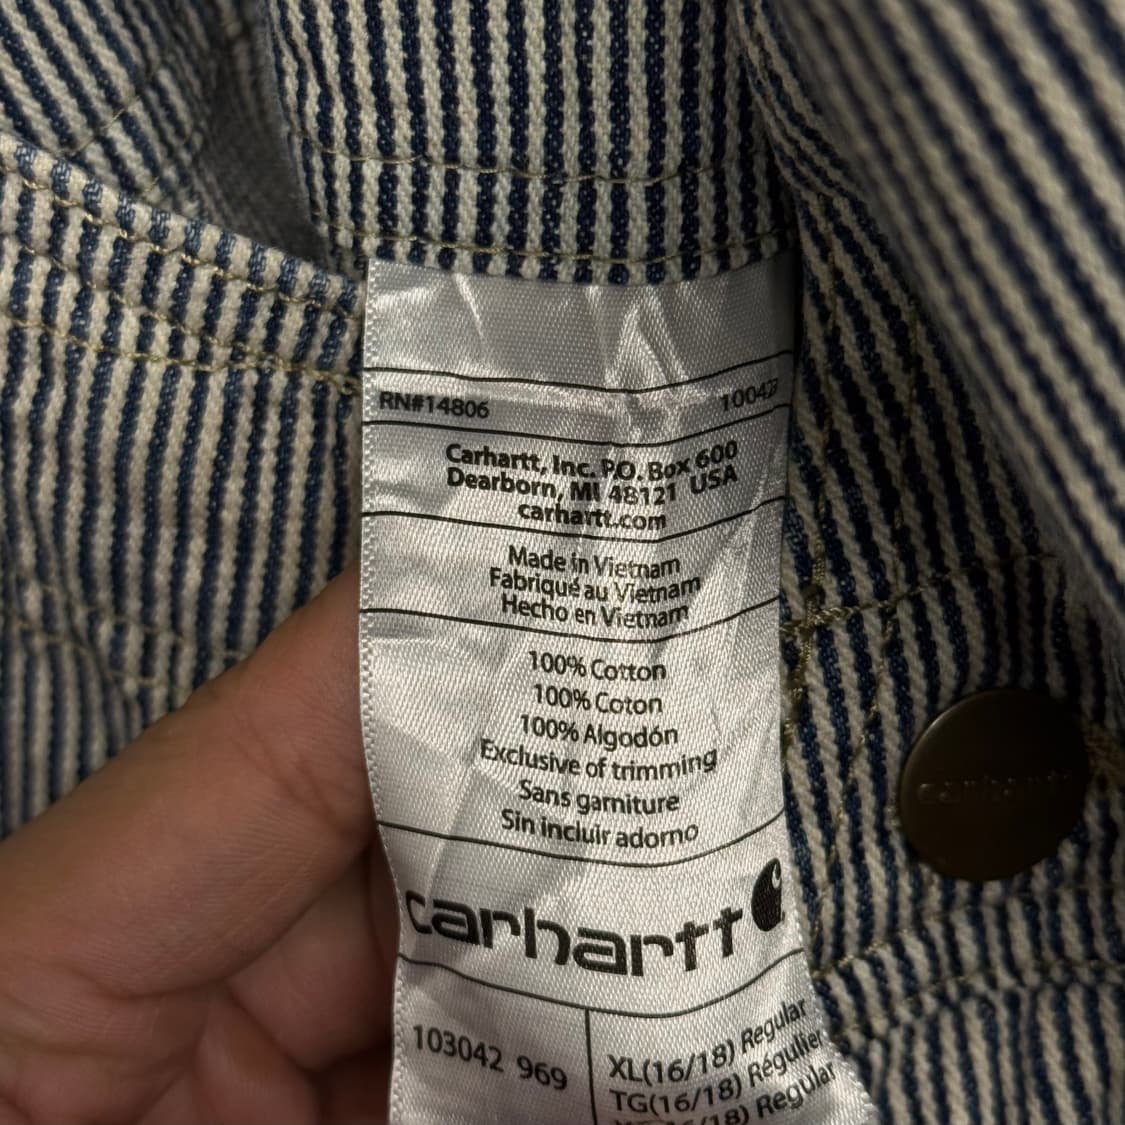 RN#14806
Carhartt, Inc. P.O. Box 600
Dearborn, MI 48121 USA
carhartt.com
Made in Vietnam
Fabriqué au Vietnam
Hecho en Vietnam
100% Cotton
100% Coton
100% Algodón
Exclusive of trimming
Sans garniture
Sin incluir adorno
carhartt
103042 969
XL(16/18) Regular
TG(16/18) Régulier
Regular
carhartt